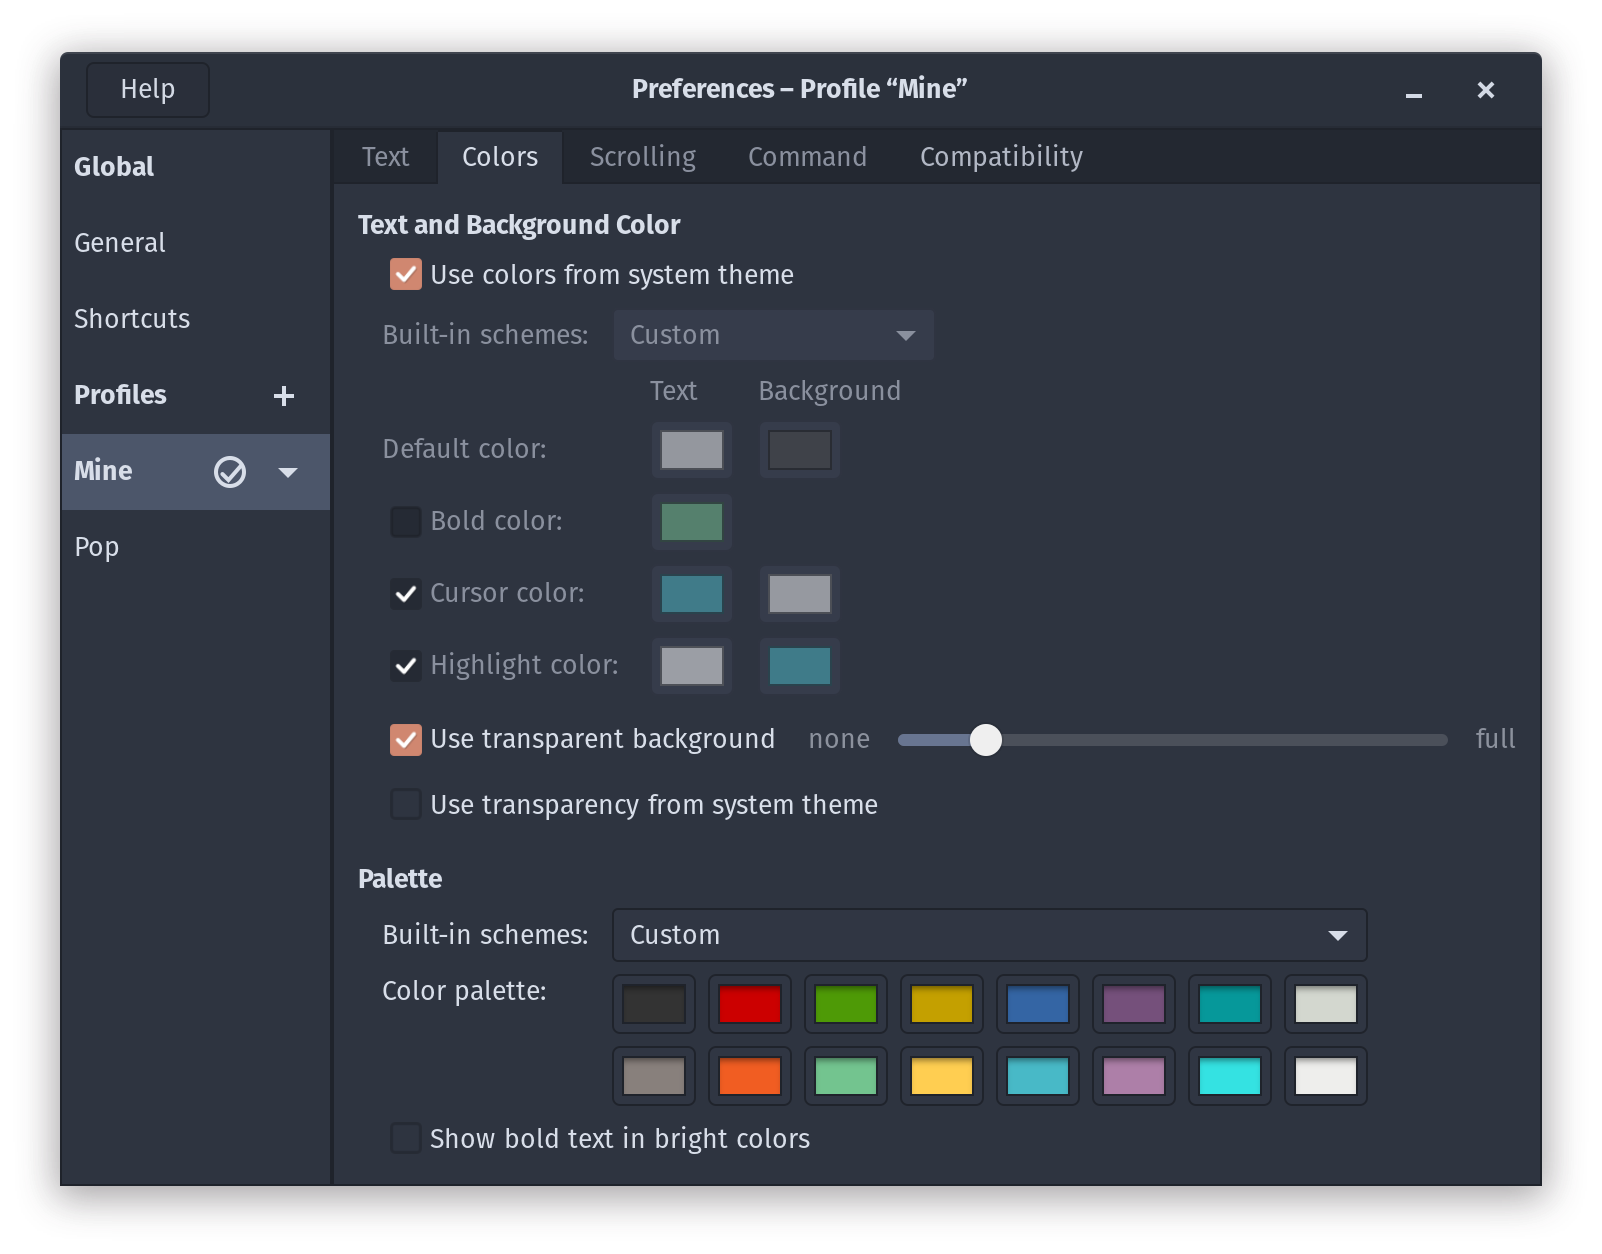 Help
Preferences – Profile “Mine”
Global
General
Shortcuts
Profiles
Mine
Pop
Text Colors Scrolling Command Compatibility
Text and Background Color
Use colors from system theme
Built-in schemes: Custom
Text Background
Default color:
Bold color:
Cursor color:
Highlight color:
Use transparent background none full
Use transparency from system theme
Palette
Built-in schemes: Custom
Color palette:
Show bold text in bright colors